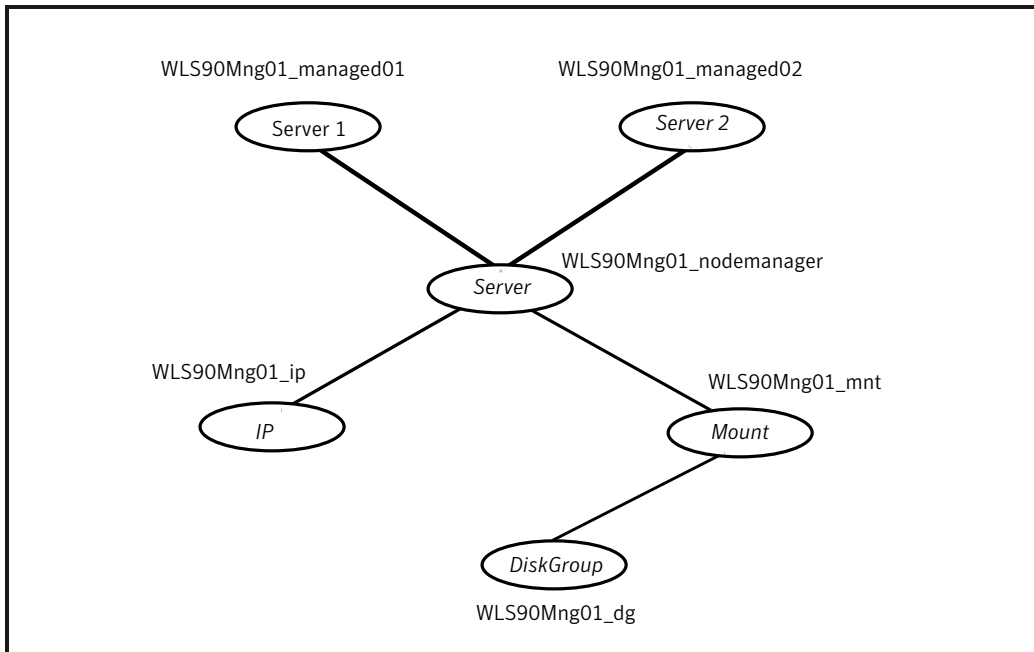 WLS90Mng01_managed01
WLS90Mng01_managed02
Server 1
Server 2
WLS90Mng01_nodemanager
Server
WLS90Mng01_ip
WLS90Mng01_mnt
IP
Mount
DiskGroup
WLS90Mng01_dg